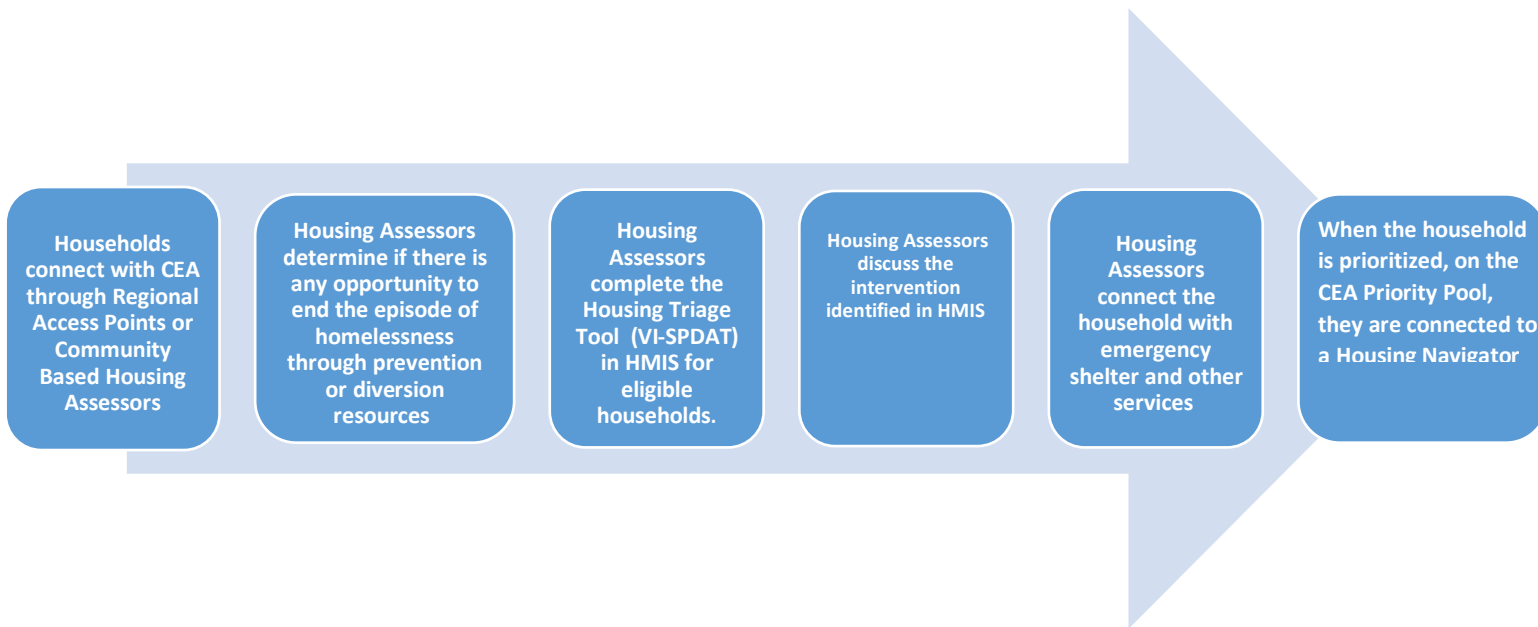 Households
connect with CEA
through Regional
Access Points or
Community
Based Housing
Assessors
Housing Assessors
determine if there is
any opportunity to
end the episode of
homelessness
through prevention
or diversion
resources
Housing
Assessors
complete the
Housing Triage
Tool (VI-SPDAT)
in HMIS for
eligible
households.
Housing Assessors
discuss the
intervention
identified in HMIS
Housing
Assessors
connect the
household with
emergency
shelter and other
services
When the household
is prioritized, on the
CEA Priority Pool,
they are connected to
a Housing Navigator